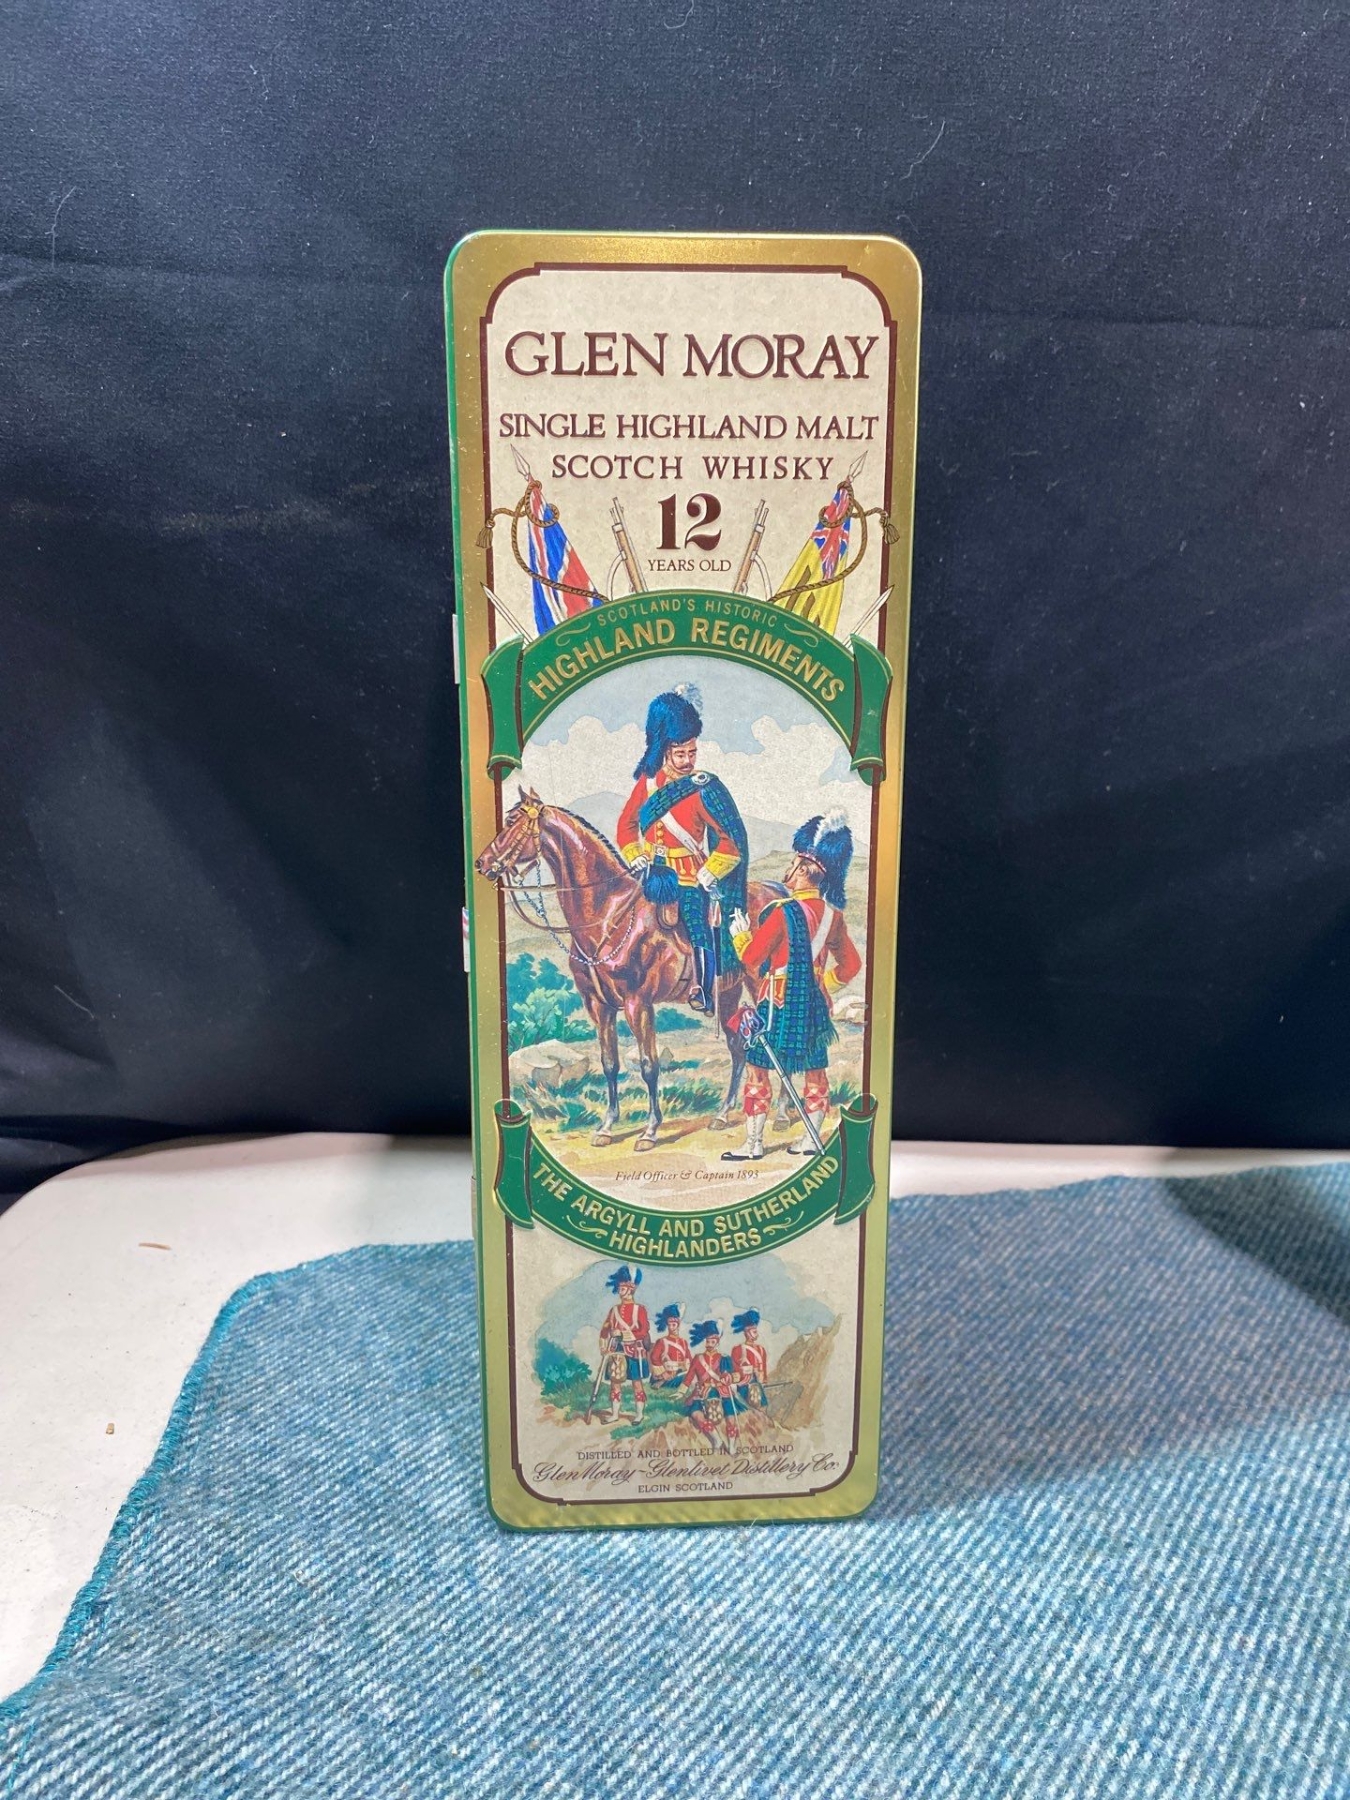 GLEN MORAY
SINGLE HIGHLAND MALT
SCOTCH WHISKY
12
YEARS OLD
SCOTLAND'S HISTORIC
HIGHLAND REGIMENTS
Field Officer & Captain 1893
THE ARGYLL AND SUTHERLAND
HIGHLANDERS
DISTILLED AND BOTTLED IN SCOTLAND
Glen Moray-Glenlivet Distillery Co.
ELGIN SCOTLAND